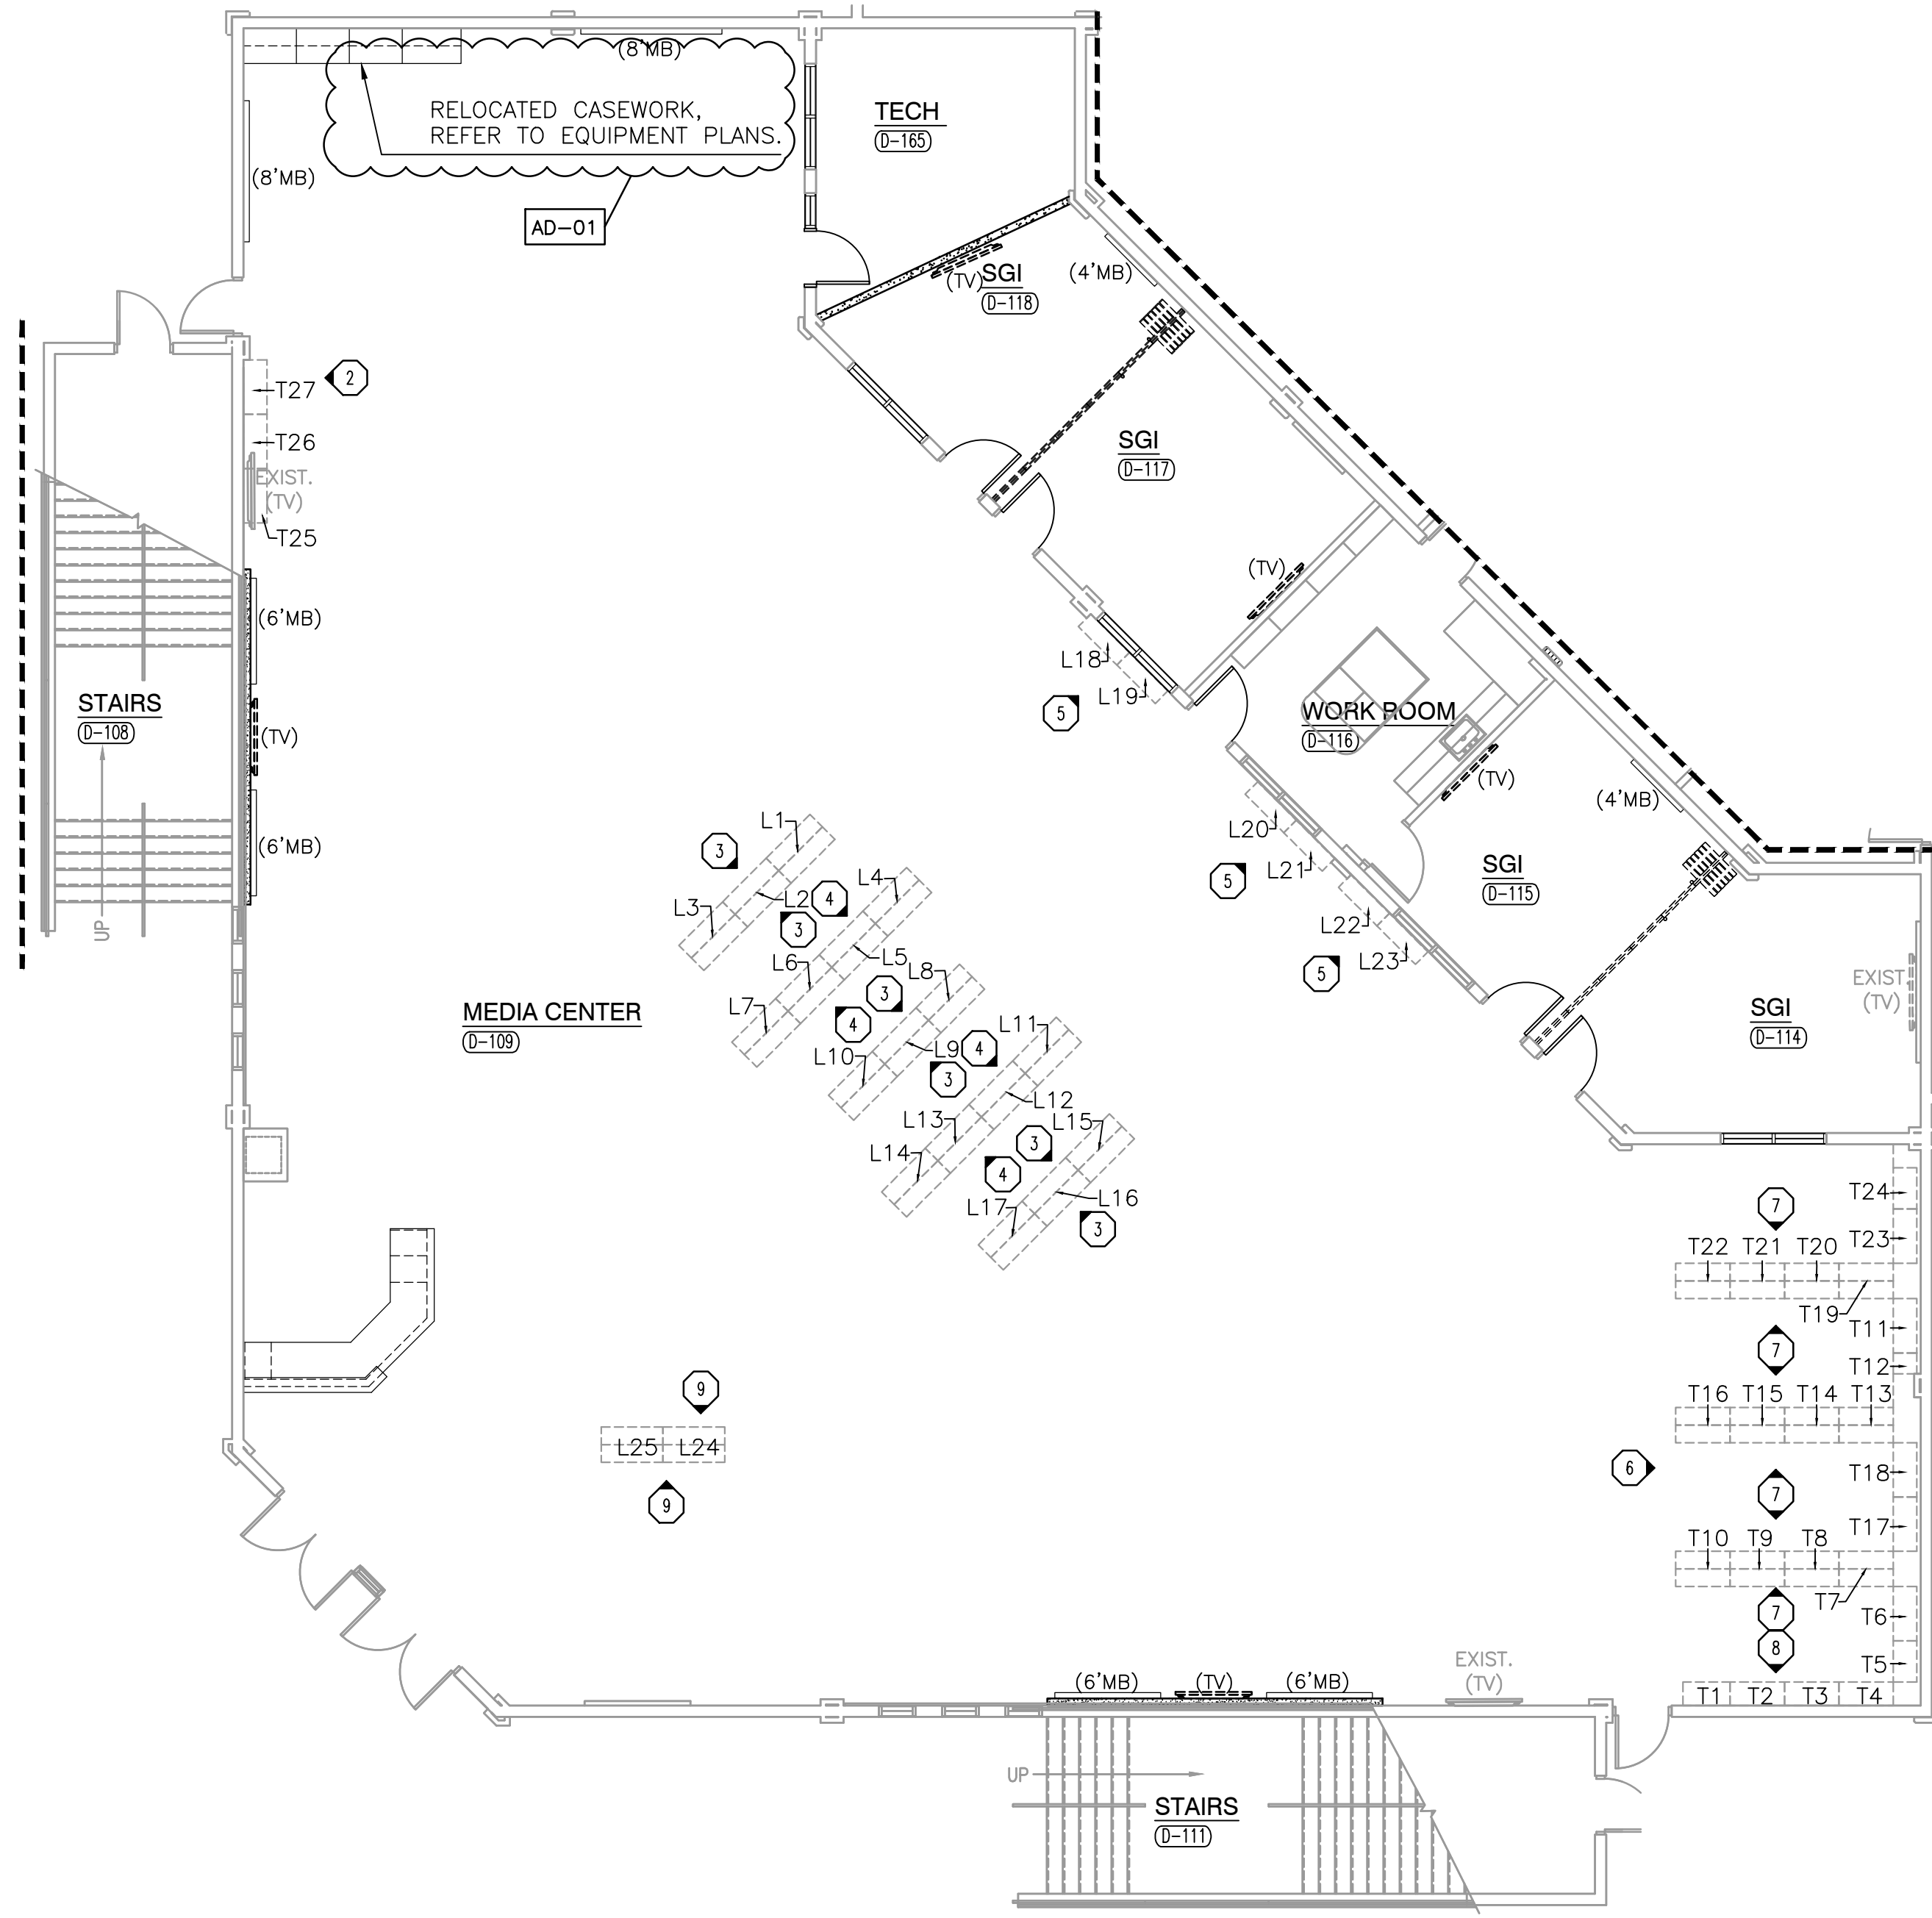 (8'MB)
RELOCATED CASEWORK,
REFER TO EQUIPMENT PLANS.
TECH
D-165
(8'MB)
AD-01
(TV)
SGI
D-118
(4'MB)
T27
2
T26
EXIST.
(TV)
T25
SGI
D-117
(TV)
(6'MB)
L18
L19
5
STAIRS
D-108
(TV)
WORK ROOM
D-116
(TV)
(4'MB)
(6'MB)
UP
L1
3
L2
L3
4
3
L4
L5
L6
L7
L20
L21
5
L22
L23
5
SGI
D-115
EXIST.
(TV)
SGI
D-114
MEDIA CENTER
D-109
3
4
L8
L9
L10
4
3
L11
L12
L13
L14
3
4
L15
L16
L17
3
T24
7
T23
T22
T21
T20
T19
T11
7
T12
T16
T15
T14
T13
6
T18
7
T17
T10
T9
T8
T7
7
T6
8
T5
T1
T2
T3
T4
9
L25
L24
9
(6'MB)
(TV)
(6'MB)
EXIST.
(TV)
UP
STAIRS
D-111